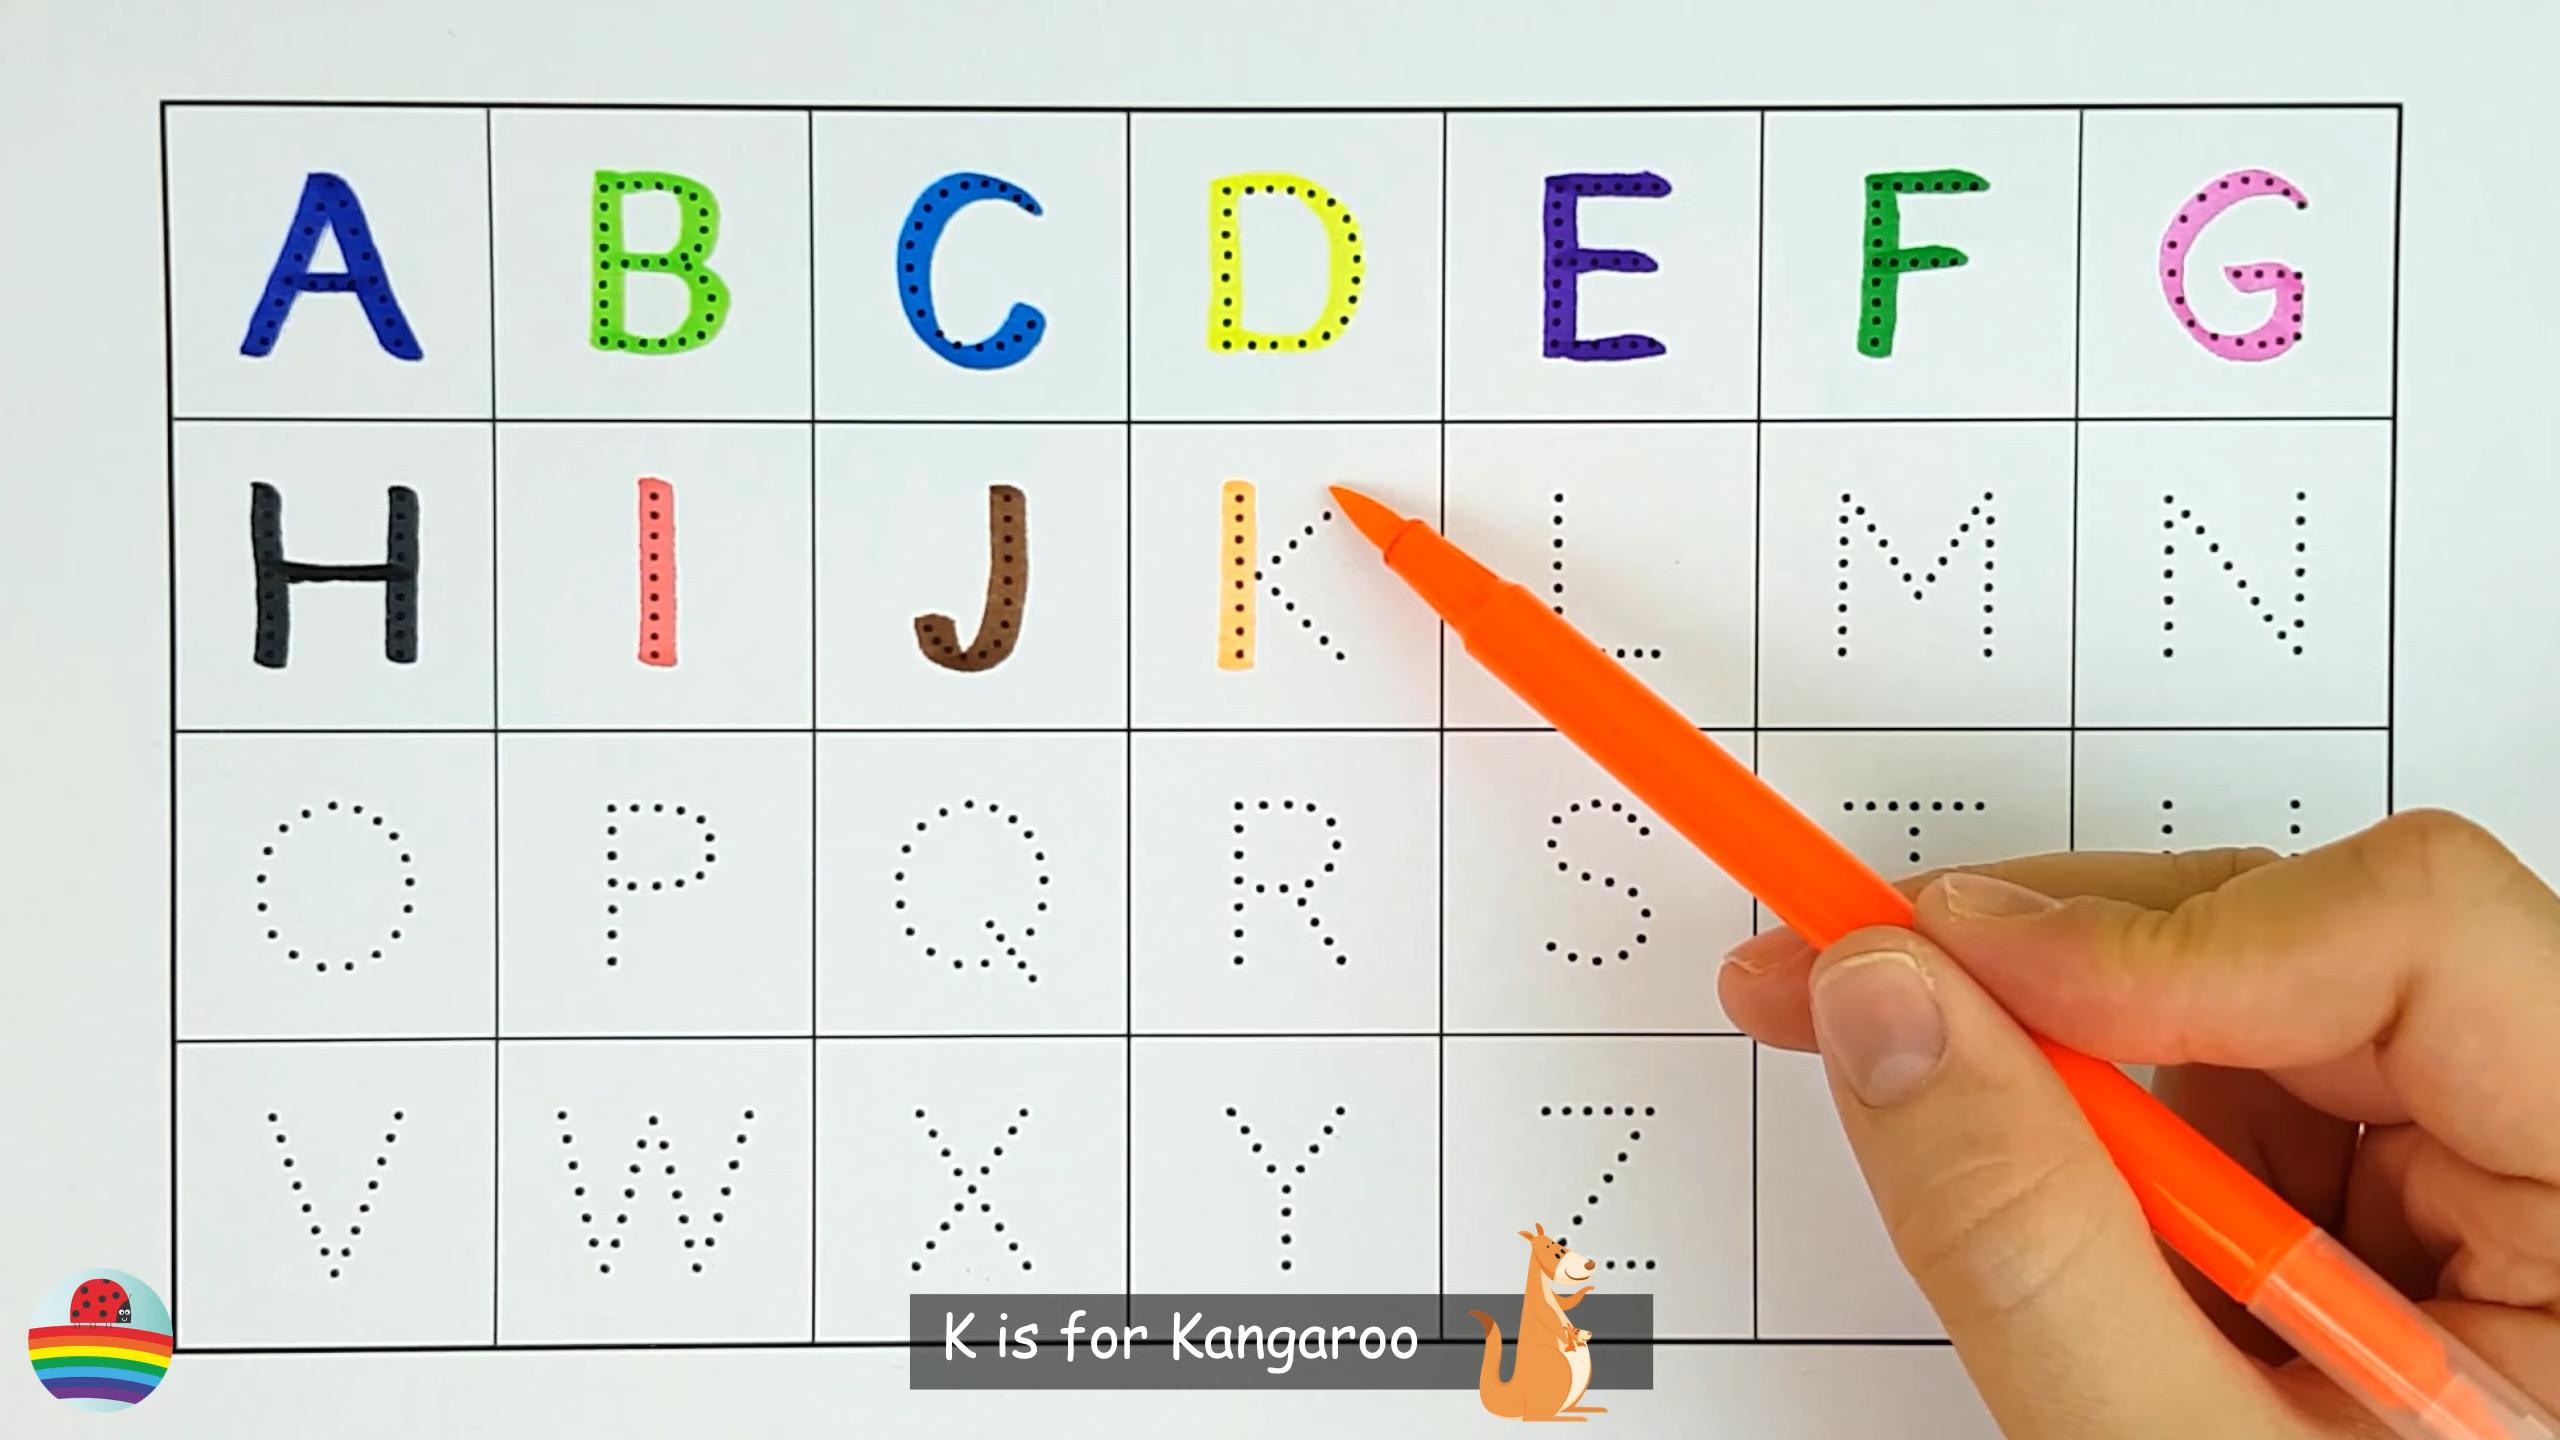 A B C D E F G
H I J K L M N
O P Q R S T U
V W X Y Z
K is for Kangaroo